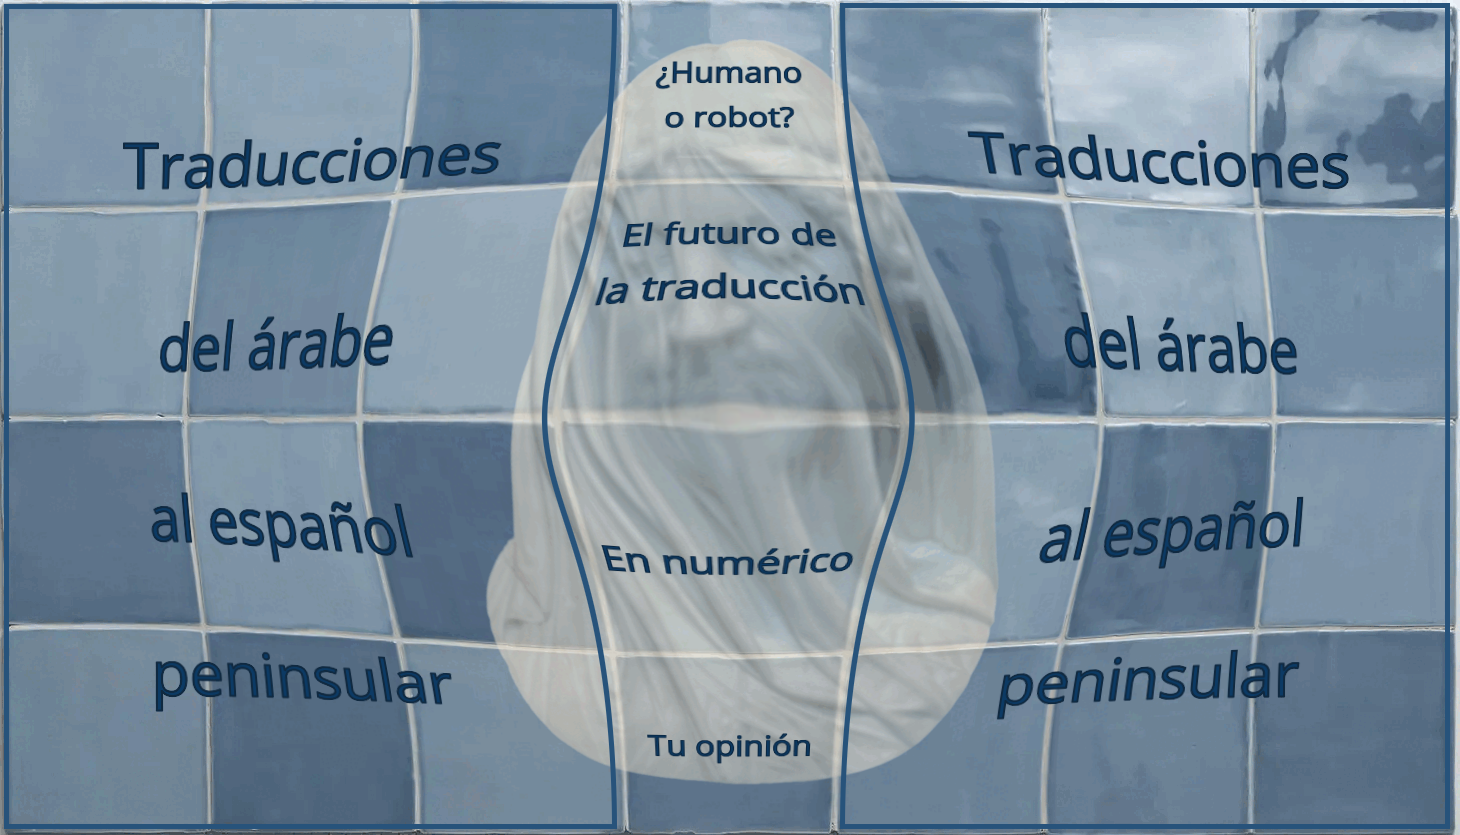 Traducciones
del árabe
al español
peninsular
¿Humano
o robot?
El futuro de
la traducción
En numérico
Tu opinión
Traducciones
del árabe
al español
peninsular